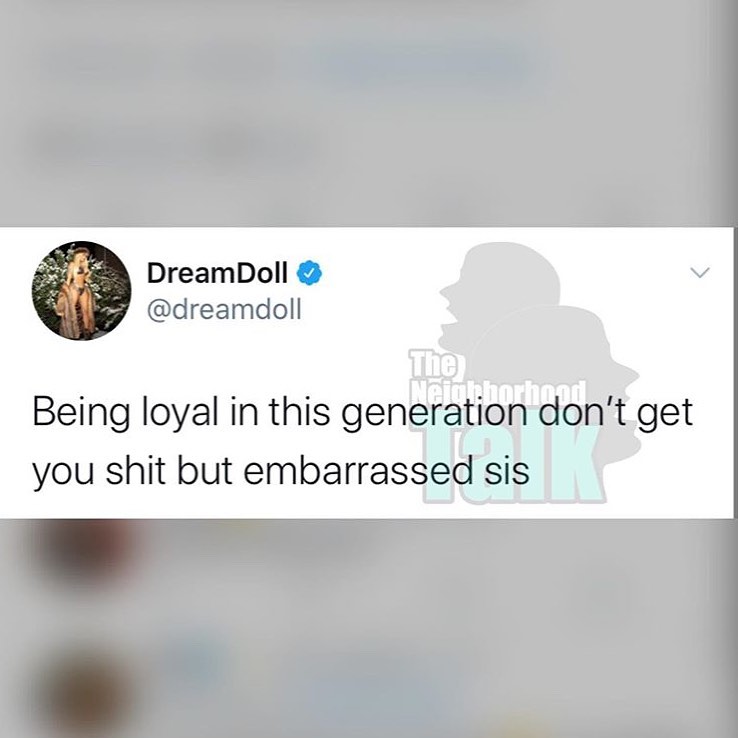 DreamDoll
@dreamdoll
The
Neighborhood
Talk
Being loyal in this generation don’t get
you shit but embarrassed sis